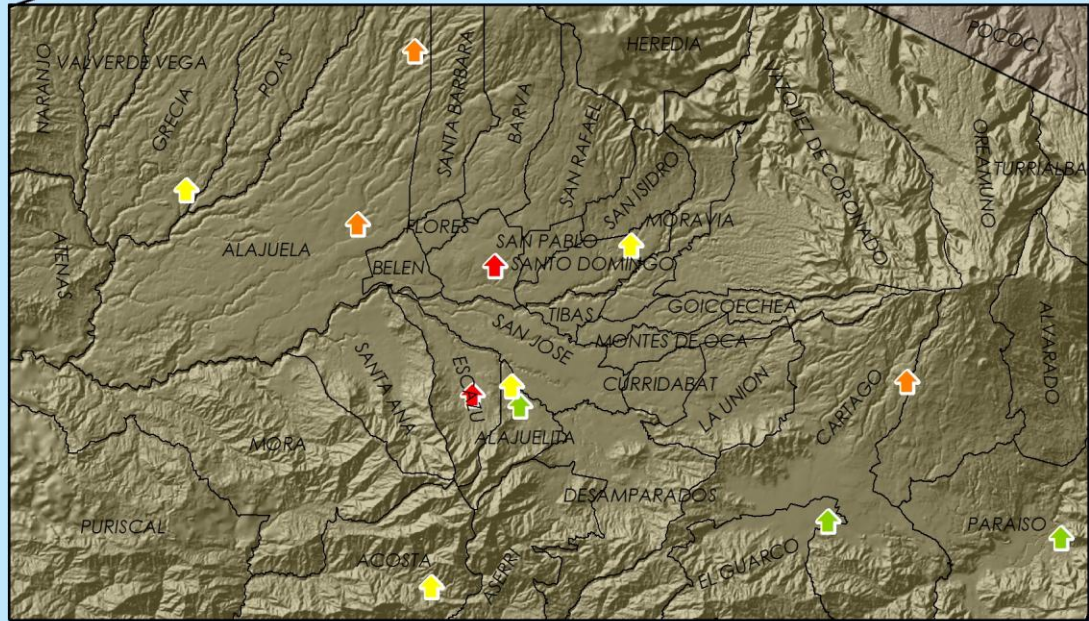 POCOCI
HEREDIA
NARANJO
VALVERDE VEGA
POAS
GRECIA
SANTA BARBARA
BARVA
SAN RAFAEL
VAZQUEZ DE CORONADO
OREAMUNO
TURRIALBA
SAN ISIDRO
MORAVIA
ATENAS
ALAJUELA
FLORES
SAN PABLO
BELEN
SANTO DOMINGO
TIBAS
GOICOECHEA
ALVARADO
SAN JOSE
MONTES DE OCA
SANTA ANA
ESCAZU
CURRIDABAT
LA UNION
CARTAGO
MORA
ALAJUELITA
DESAMPARADOS
PURISCAL
PARAISO
ACOSTA
ASERRI
EL GUARCO